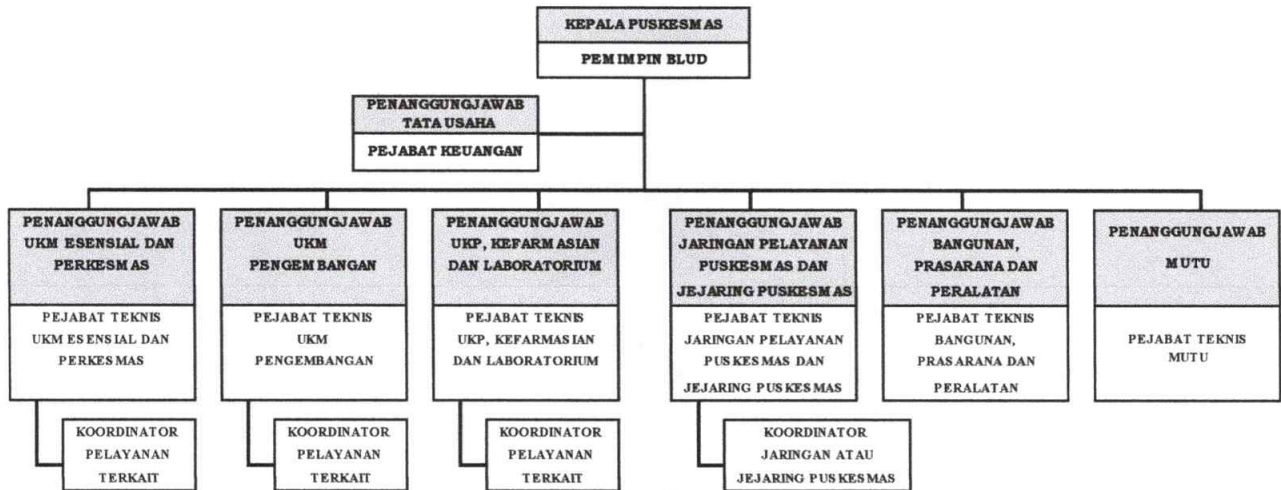 KEPALA PUSKESMAS
PEMIMPIN BLUD
PENANGGUNGJAWAB
TATA USAHA
PEJABAT KEUANGAN
PENANGGUNGJAWAB
UKM ESENSIAL DAN
PERKESMAS
PEJABAT TEKNIS
UKM ESENSIAL DAN
PERKESMAS
KOORDINATOR
PELAYANAN
TERKAIT
PENANGGUNGJAWAB
UKM
PENGEMBANGAN
PEJABAT TEKNIS
UKM
PENGEMBANGAN
KOORDINATOR
PELAYANAN
TERKAIT
PENANGGUNGJAWAB
UKP, KEFARMASIAN
DAN LABORATORIUM
PEJABAT TEKNIS
UKP, KEFARMASIAN
DAN LABORATORIUM
KOORDINATOR
PELAYANAN
TERKAIT
PENANGGUNGJAWAB
JARINGAN PELAYANAN
PUSKESMAS DAN
JEJARING PUSKESMAS
PEJABAT TEKNIS
JARINGAN PELAYANAN
PUSKESMAS DAN
JEJARING PUSKESMAS
KOORDINATOR
JARINGAN ATAU
JEJARING PUSKESMAS
PENANGGUNGJAWAB
BANGUNAN,
PRASARANA DAN
PERALATAN
PEJABAT TEKNIS
BANGUNAN,
PRASARANA DAN
PERALATAN
PENANGGUNGJAWAB
MUTU
PEJABAT TEKNIS
MUTU